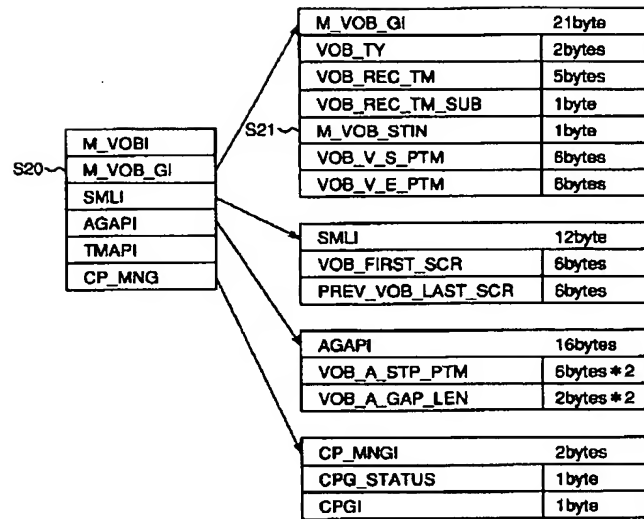 S20
M_VOBI
M_VOB_GI
SMLI
AGAPI
TMAPI
CP_MNG
M_VOB_GI 21byte
VOB_TY 2bytes
VOB_REC_TM 5bytes
VOB_REC_TM_SUB 1byte
S21 M_VOB_STIN 1byte
VOB_V_S_PTM 6bytes
VOB_V_E_PTM 6bytes
SMLI 12byte
VOB_FIRST_SCR 6bytes
PREV_VOB_LAST_SCR 6bytes
AGAPI 16bytes
VOB_A_STP_PTM 6bytes*2
VOB_A_GAP_LEN 2bytes*2
CP_MNGI 2bytes
CPG_STATUS 1byte
CPGI 1byte